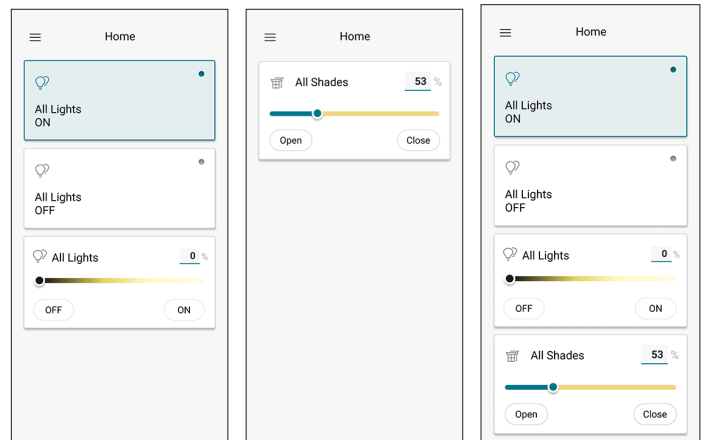 Home
All Lights
ON
All Lights
OFF
All Lights 0 %
OFF ON
Home
All Shades 53 %
Open Close
Home
All Lights
ON
All Lights
OFF
All Lights 0 %
OFF ON
All Shades 53 %
Open Close